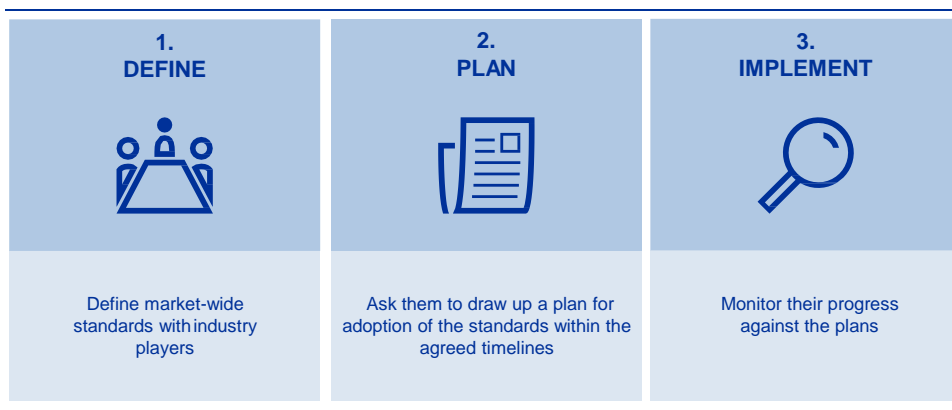 1.
DEFINE
Define market-wide
standards with industry
players
2.
PLAN
Ask them to draw up a plan for
adoption of the standards within the
agreed timelines
3.
IMPLEMENT
Monitor their progress
against the plans